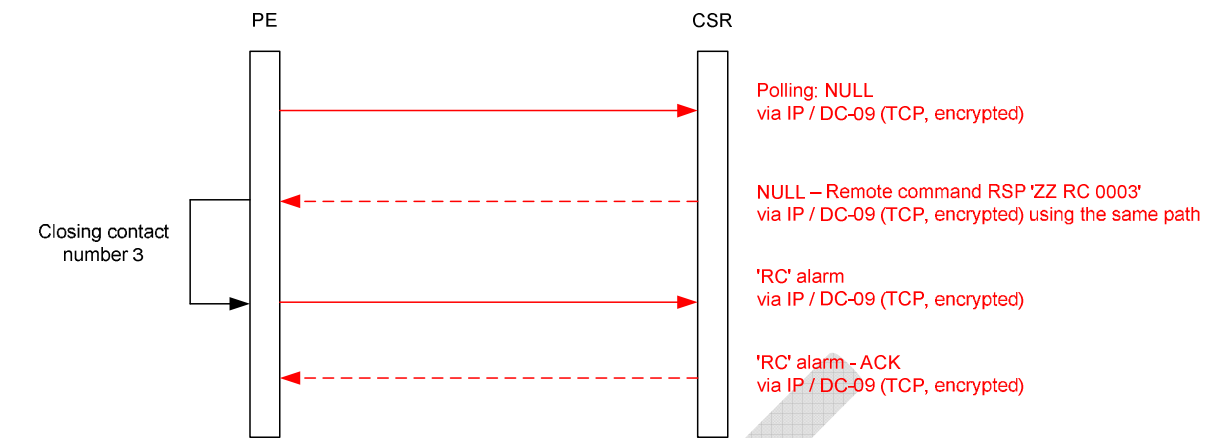 PE
CSR
Polling: NULL
via IP / DC-09 (TCP, encrypted)
NULL – Remote command RSP 'ZZ RC 0003'
via IP / DC-09 (TCP, encrypted) using the same path
Closing contact
number 3
'RC' alarm
via IP / DC-09 (TCP, encrypted)
'RC' alarm - ACK
via IP / DC-09 (TCP, encrypted)